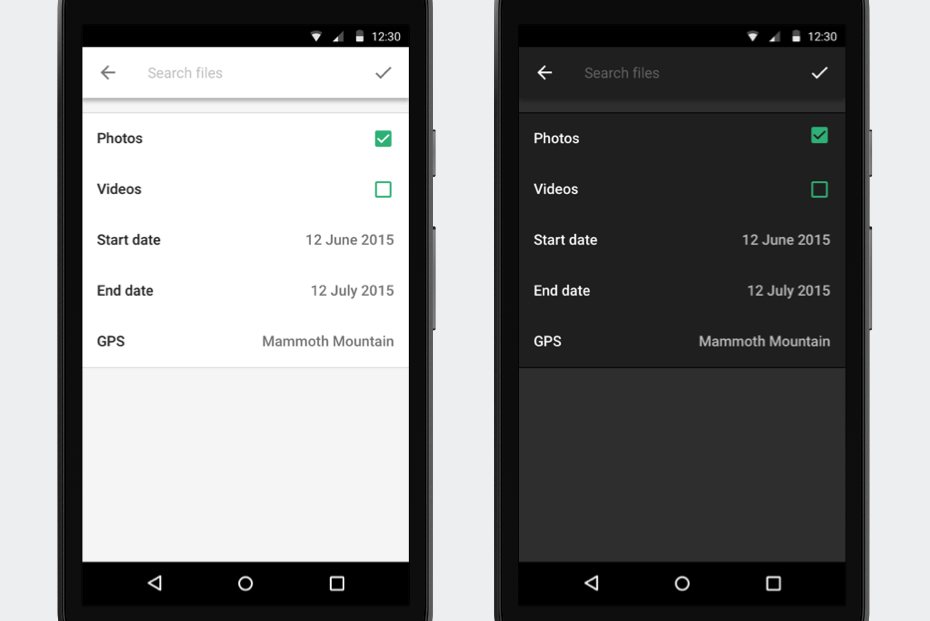 12:30
Search files
Photos
Videos
Start date 12 June 2015
End date 12 July 2015
GPS Mammoth Mountain
12:30
Search files
Photos
Videos
Start date 12 June 2015
End date 12 July 2015
GPS Mammoth Mountain